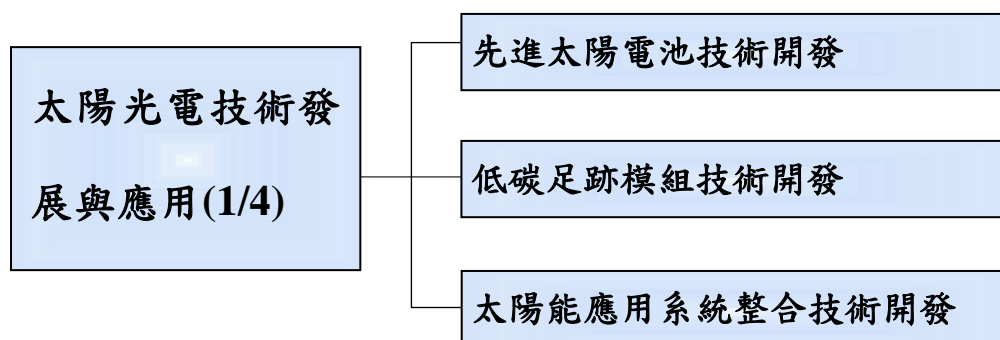 太陽光電技術發
展與應用(1/4)
先進太陽電池技術開發
低碳足跡模組技術開發
太陽能應用系統整合技術開發